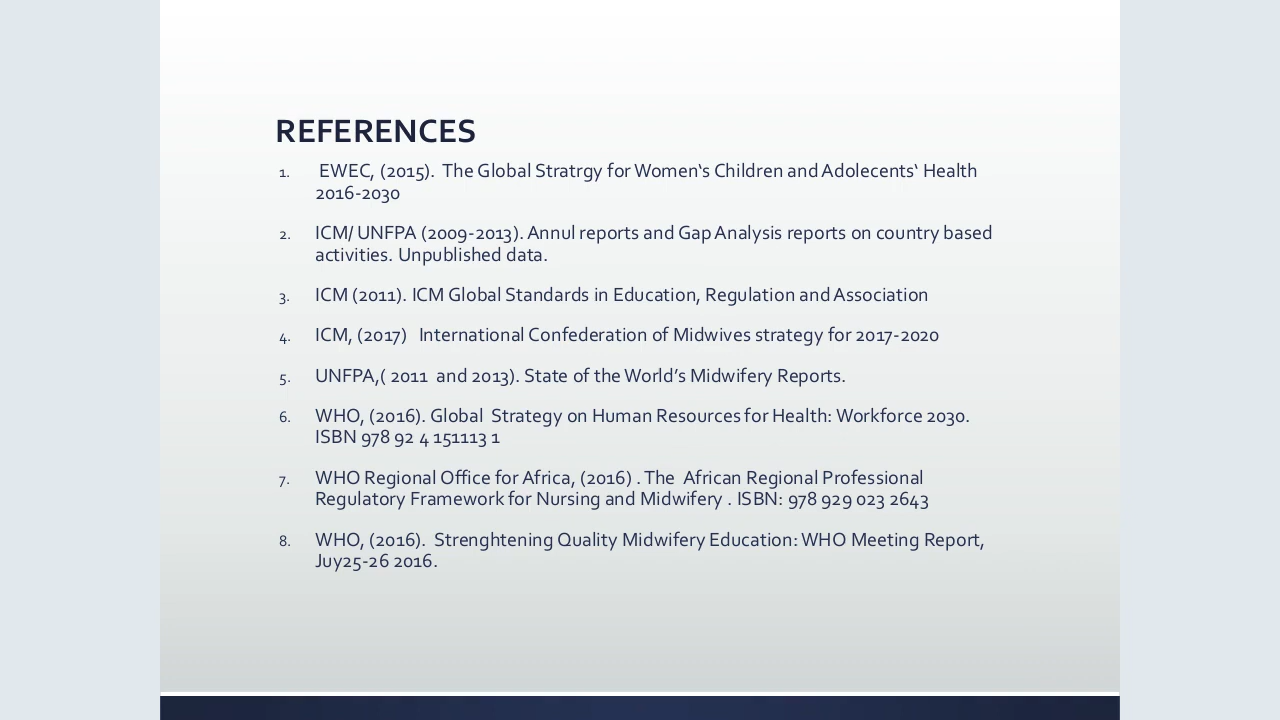 REFERENCES
1. EWEC, (2015). The Global Stratrgy for Women‘s Children and Adolecents‘ Health
2016-2030
2. ICM/ UNFPA (2009-2013). Annul reports and Gap Analysis reports on country based
activities. Unpublished data.
3. ICM (2011). ICM Global Standards in Education, Regulation and Association
4. ICM, (2017) International Confederation of Midwives strategy for 2017-2020
5. UNFPA,( 2011 and 2013). State of the World’s Midwifery Reports.
6. WHO, (2016). Global Strategy on Human Resources for Health: Workforce 2030.
ISBN 978 92 4 151113 1
7. WHO Regional Office for Africa, (2016) . The African Regional Professional
Regulatory Framework for Nursing and Midwifery . ISBN: 978 929 023 2643
8. WHO, (2016). Strenghtening Quality Midwifery Education: WHO Meeting Report,
Juy25-26 2016.